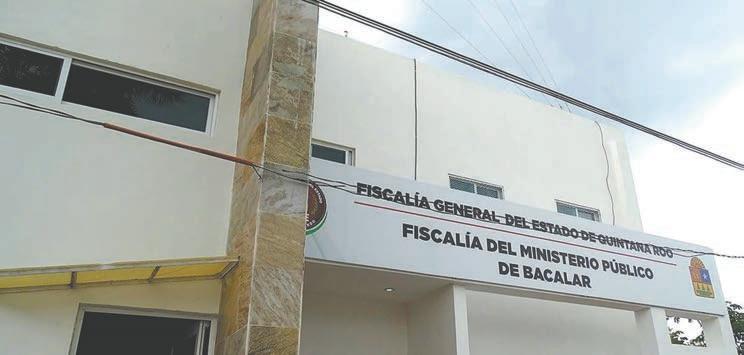 FISCALÍA GENERAL DEL ESTADO DE QUINTANA ROO
FISCALÍA DEL MINISTERIO PÚBLICO
DE BACALAR